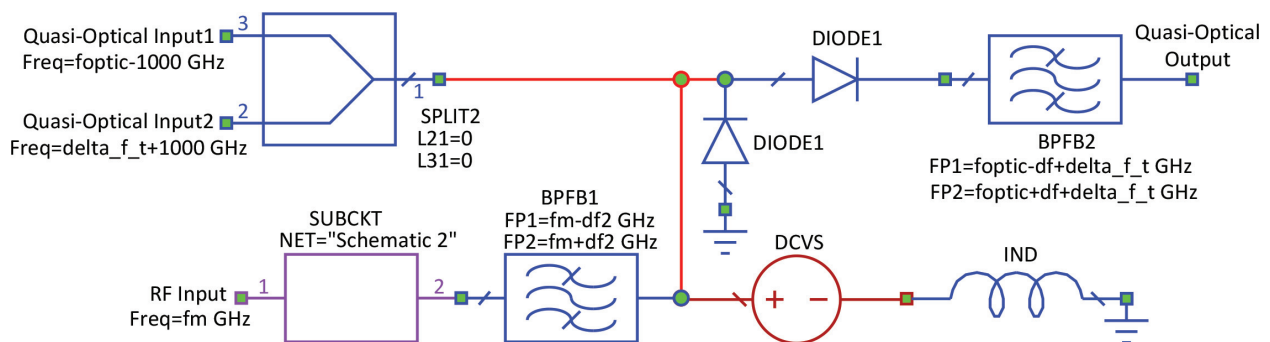 Quasi-Optical Input1
Freq=foptic-1000 GHz
3
Quasi-Optical Input2
Freq=delta_f_t+1000 GHz
2
1
SPLIT2
L21=0
L31=0
DIODE1
DIODE1
Quasi-Optical
Output
BPFB2
FP1=foptic-df+delta_f_t GHz
FP2=foptic+df+delta_f_t GHz
RF Input
Freq=fm GHz
1
SUBCKT
NET="Schematic 2"
2
BPFB1
FP1=fm-df2 GHz
FP2=fm+df2 GHz
DCVS
+ −
IND